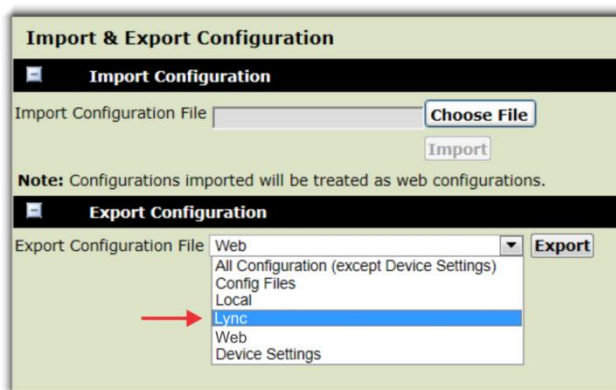 Import & Export Configuration
Import Configuration
Import Configuration File Choose File
Import
Note: Configurations imported will be treated as web configurations.
Export Configuration
Export Configuration File Web Export
All Configuration (except Device Settings)
Config Files
Local
Lync
Web
Device Settings